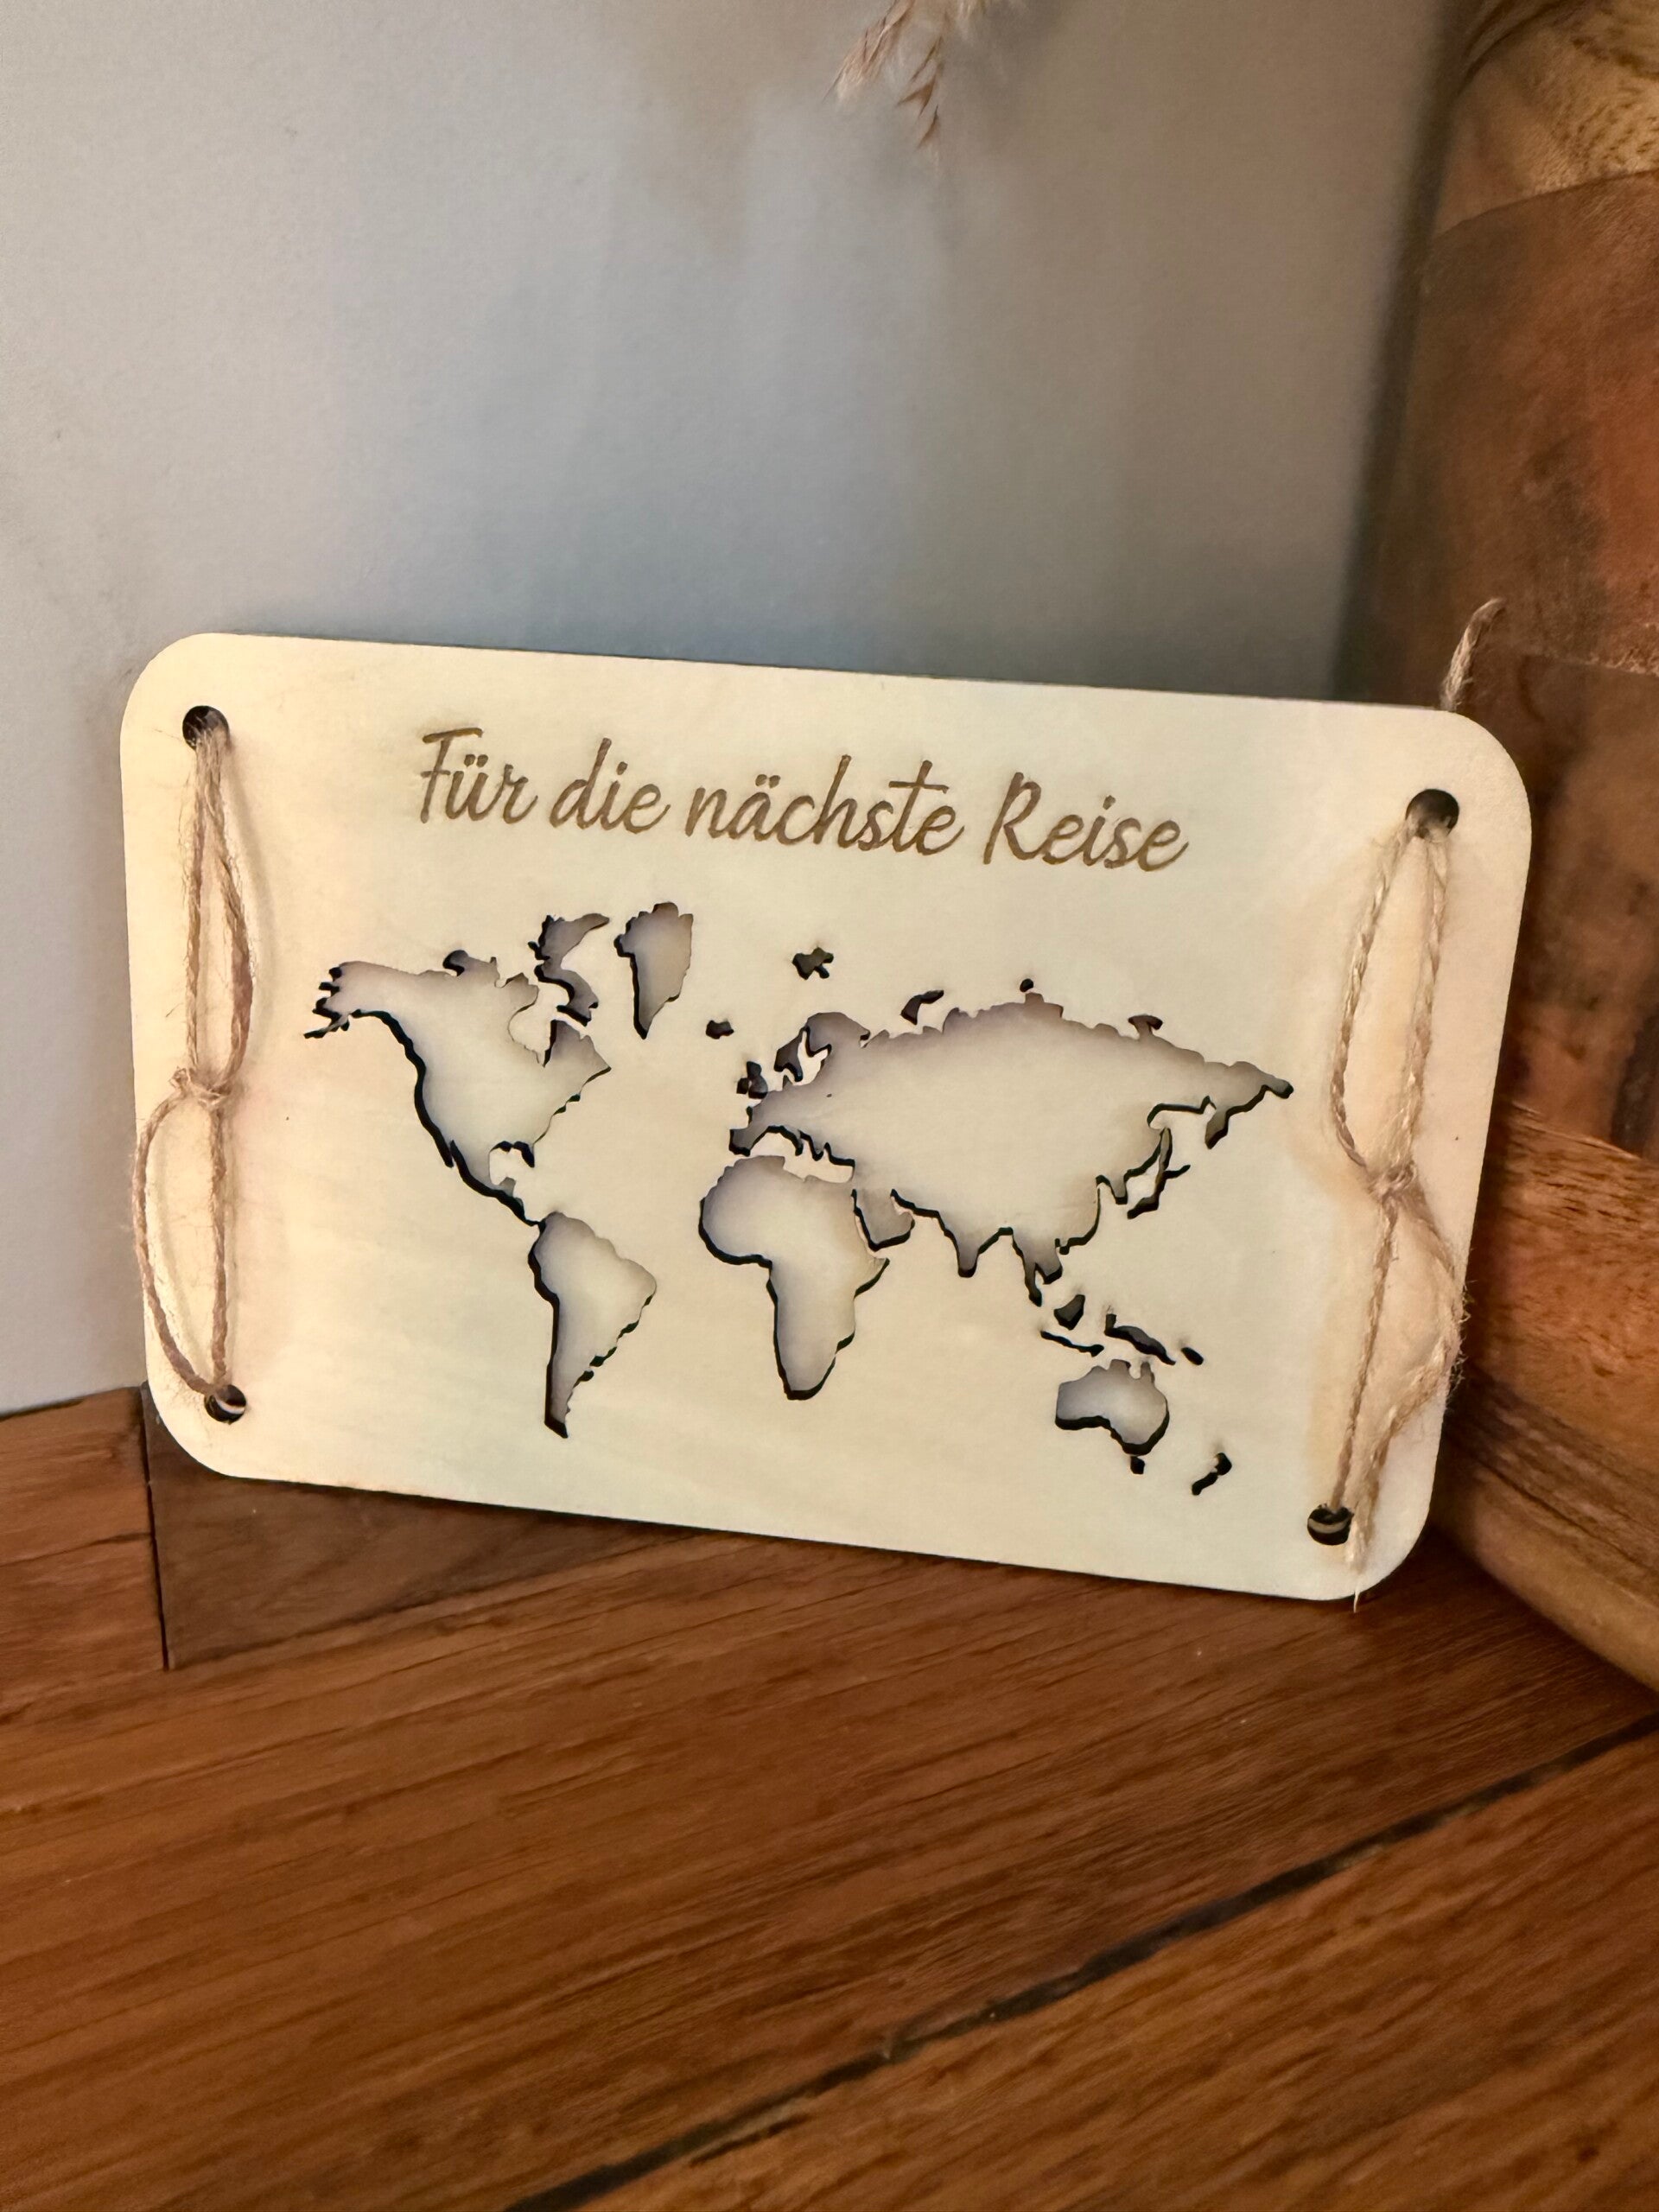 Für die nächste Reise